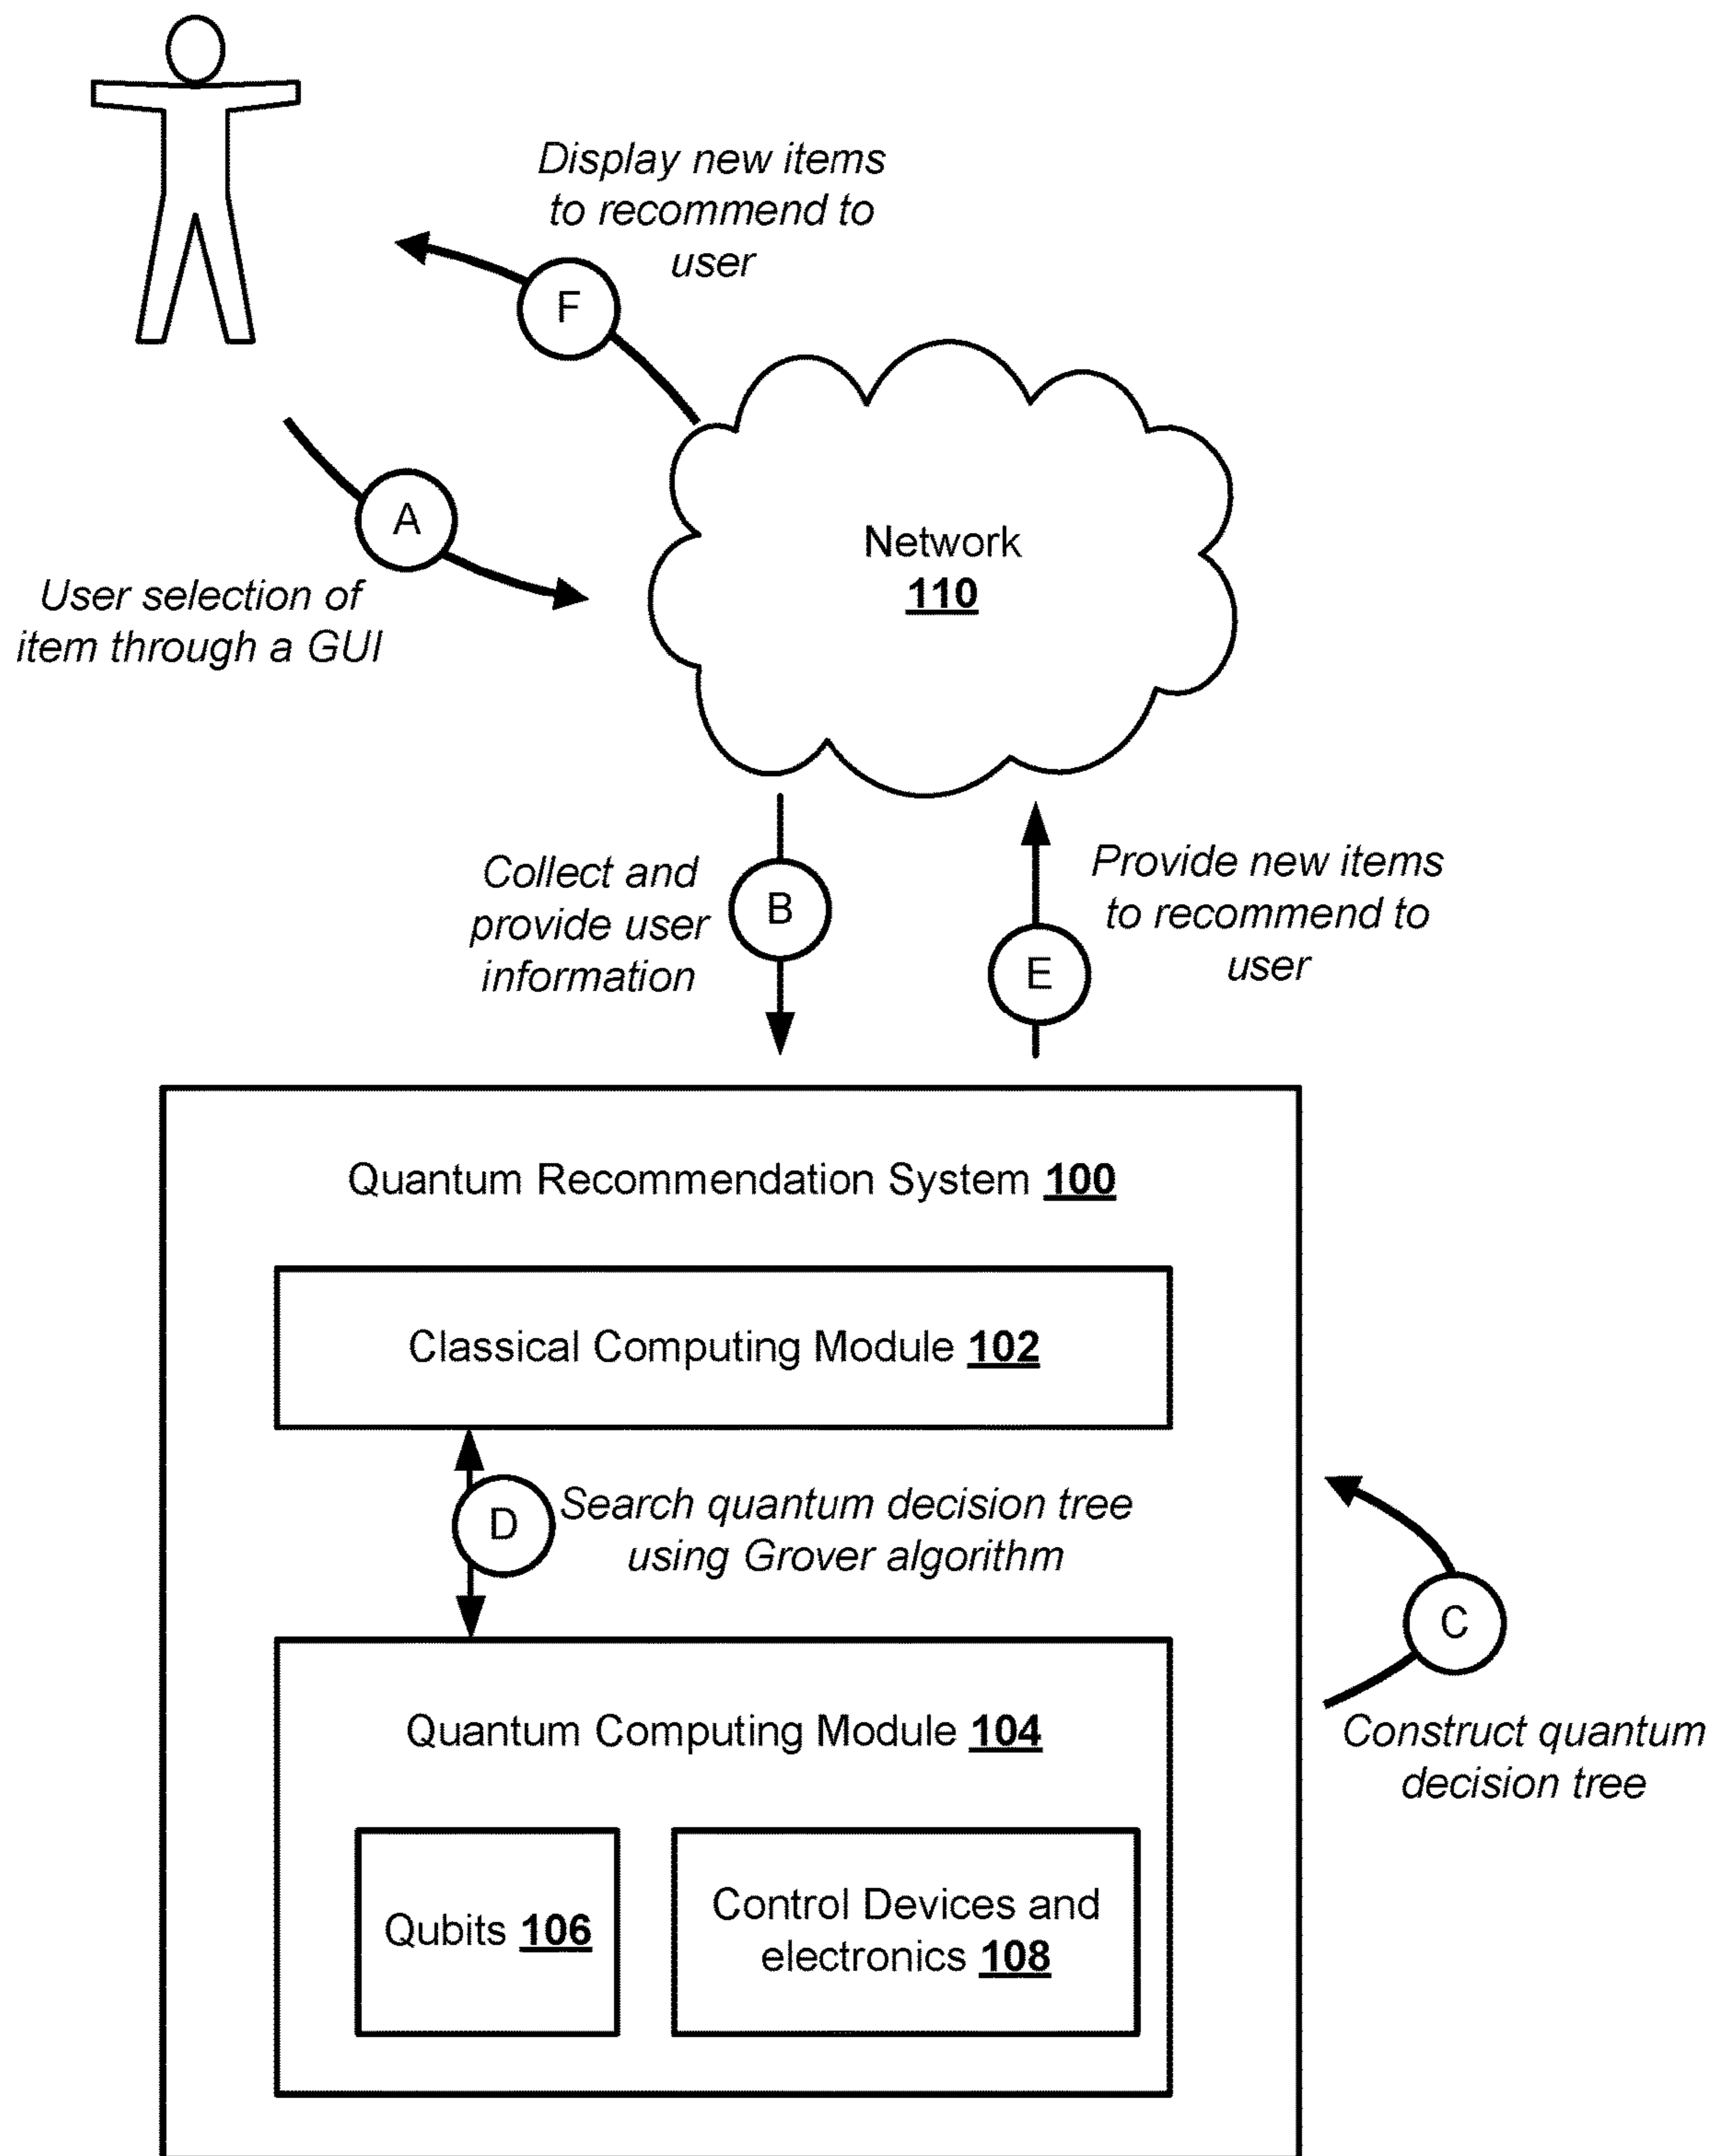 Display new items
to recommend to
user
F
A
User selection of
item through a GUI
Network
110
Collect and
provide user
information
B
Provide new items
to recommend to
user
E
Quantum Recommendation System 100
Classical Computing Module 102
D
Search quantum decision tree
using Grover algorithm
C
Construct quantum
decision tree
Quantum Computing Module 104
Qubits 106
Control Devices and
electronics 108